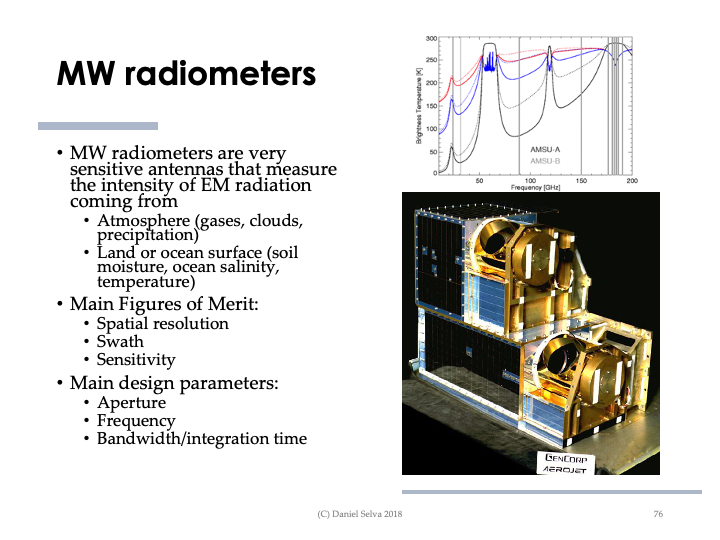 MW radiometers
• MW radiometers are very
sensitive antennas that measure
the intensity of EM radiation
coming from
• Atmosphere (gases, clouds,
precipitation)
• Land or ocean surface (soil
moisture, ocean salinity,
temperature)
• Main Figures of Merit:
• Spatial resolution
• Swath
• Sensitivity
• Main design parameters:
• Aperture
• Frequency
• Bandwidth/integration time
Brightness Temperature [K]
300
250
200
150
100
50
0
AMSU-A
AMSU-B
50 100 150 200
Frequency [GHz]
GENCORP
AEROJET
(C) Daniel Selva 2018
76